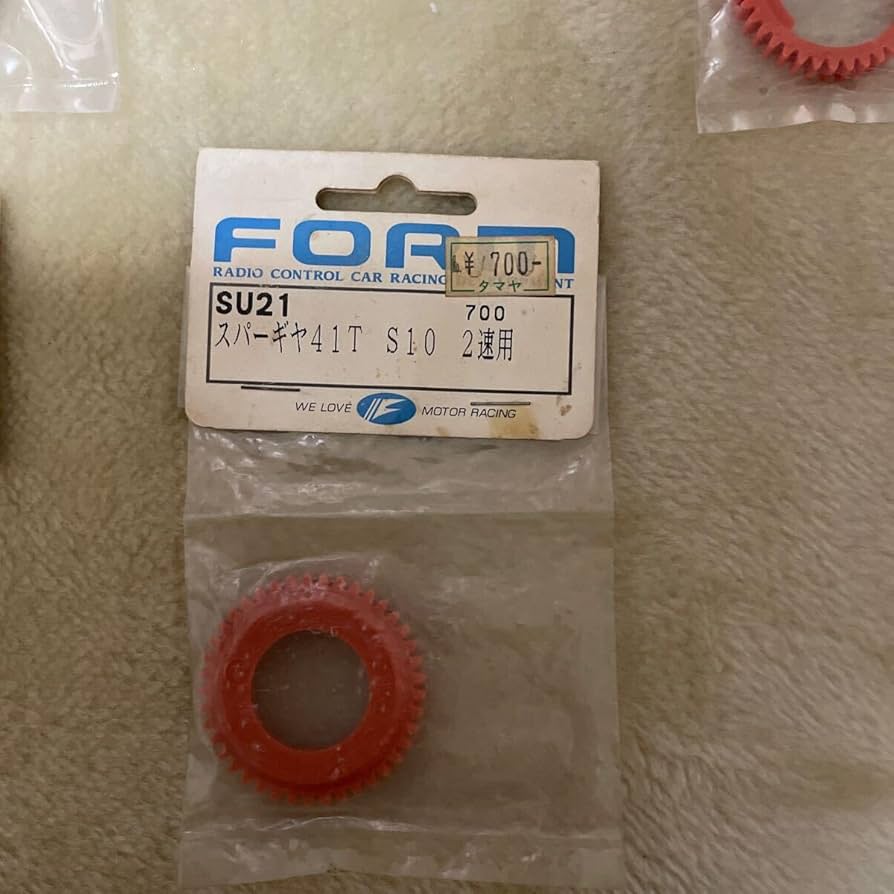 FORM
¥700-
タマヤ
RADIO CONTROL CAR RACING
SU21 700
スパーギヤ41T S10 2速用
WE LOVE MOTOR RACING